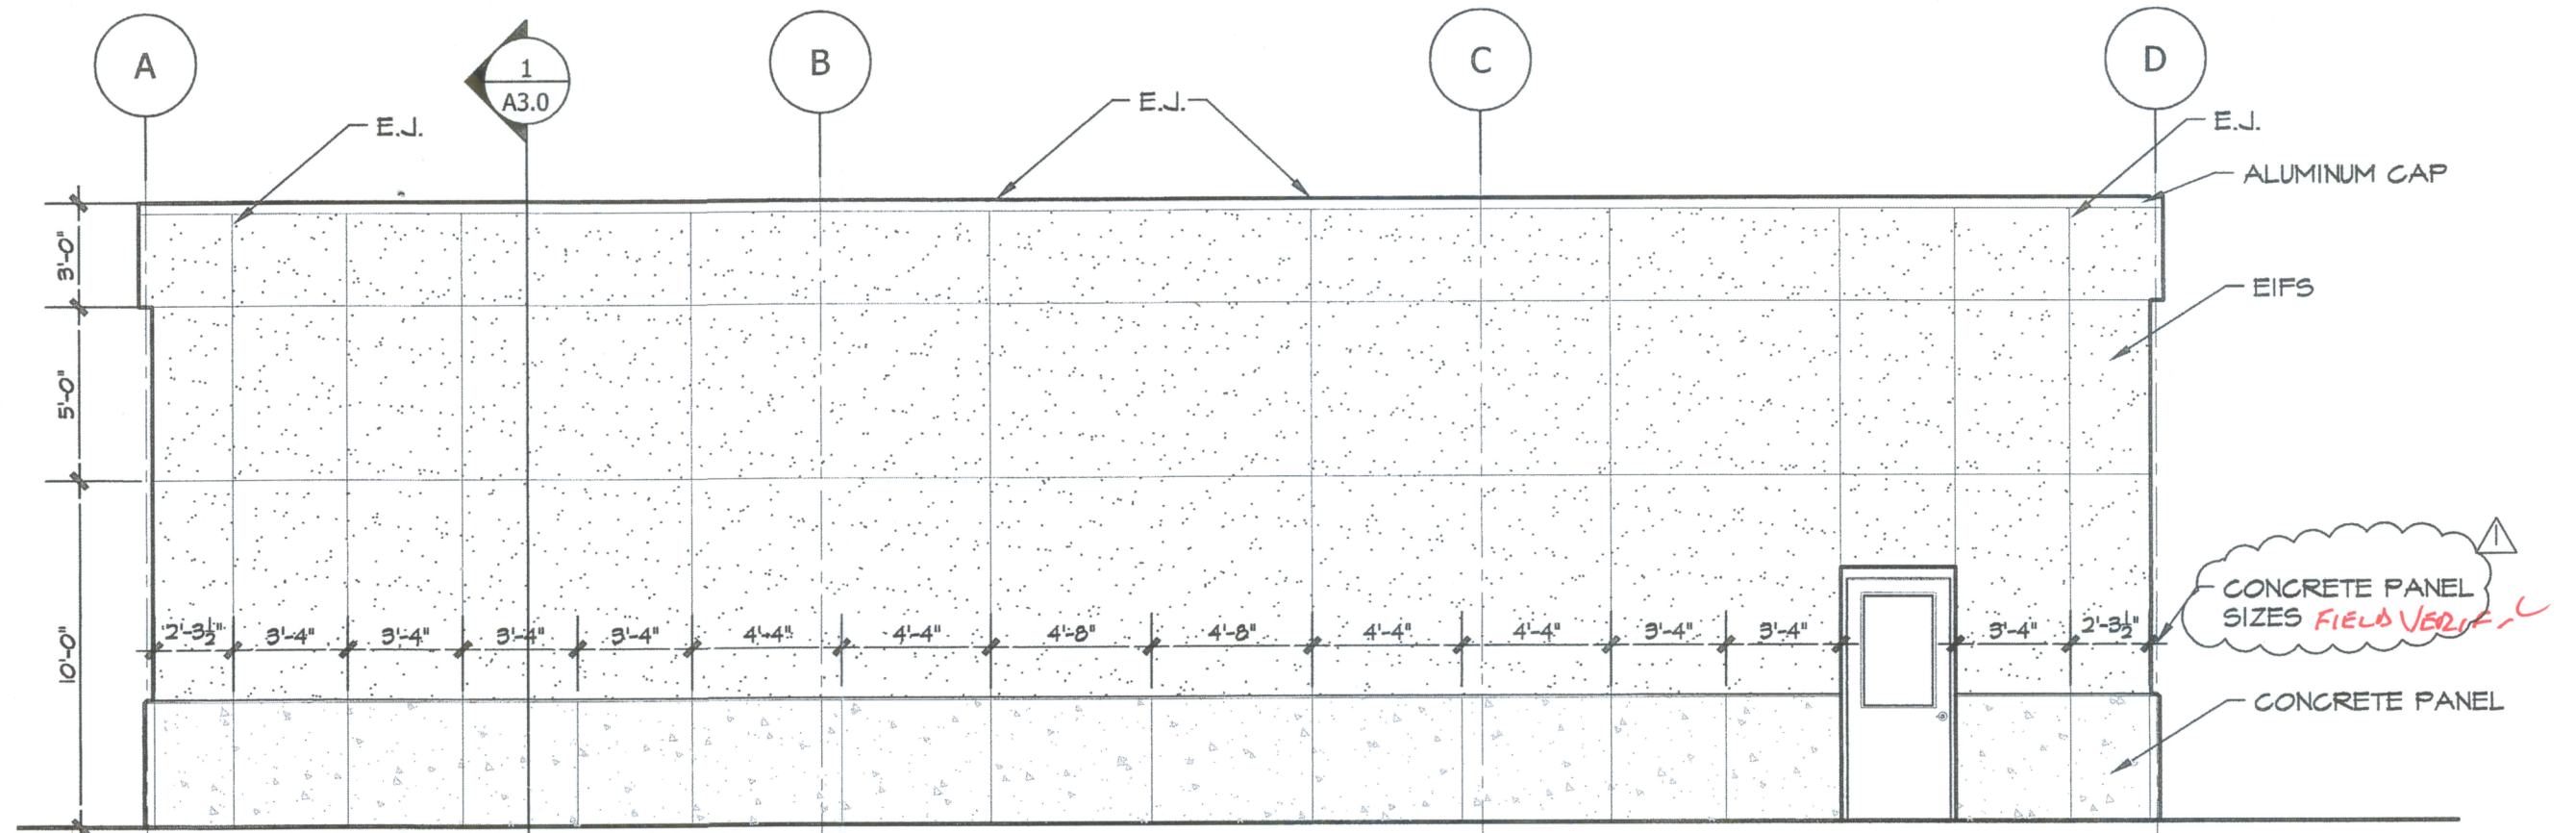 A
1
A3.0
B
C
D
E.J.
E.J.
E.J.
ALUMINUM CAP
EIFS
3'-0"
5'-0"
10'-0"
2'-3½" 3'-4" 3'-4" 3'-4" 3'-4" 4'-4" 4'-4" 4'-8" 4'-8" 4'-4" 4'-4" 3'-4" 3'-4" 3'-4" 2'-3½"
1
CONCRETE PANEL
SIZES FIELD VERIFY
CONCRETE PANEL